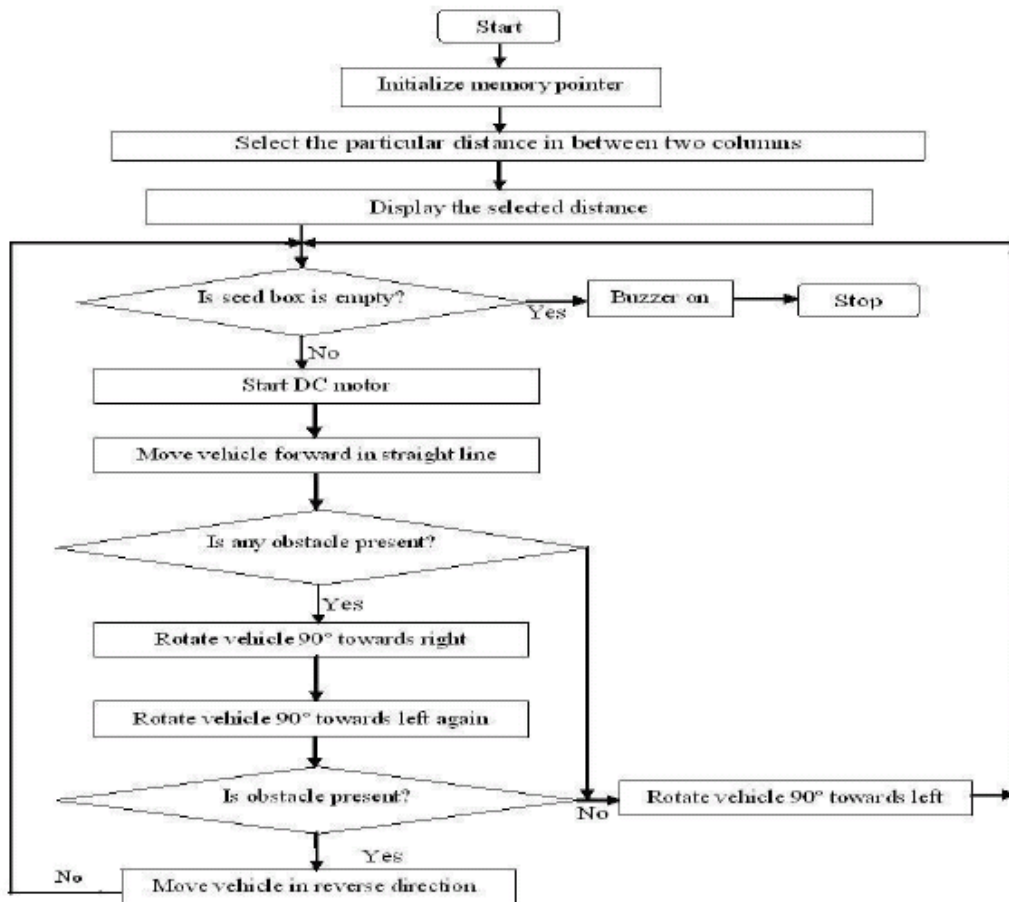 Start
Initialize memory pointer
Select the particular distance in between two columns
Display the selected distance
Is seed box is empty?
Yes
Buzzer on
Stop
No
Start DC motor
Move vehicle forward in straight line
Is any obstacle present?
Yes
Rotate vehicle 90° towards right
Rotate vehicle 90° towards left again
Is obstacle present?
No
Rotate vehicle 90° towards left
Yes
No
Move vehicle in reverse direction